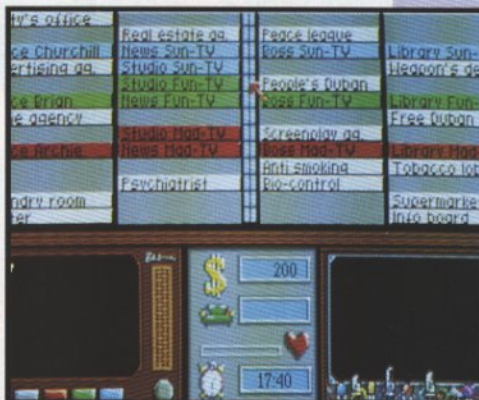 ty's office
Real estate ag. Peace league
ce Churchill News Sun-TV Boss Sun-TV Library Sun-
ertising ag. Studio Sun-TV Weapon's de
Studio Fun-TV People's Duban
ce Brian News Fun-TV Boss Fun-TV Library Fun-
e agency Free Duban
Studio Mad-TV Screenplay ag.
ce Archie News Mad-TV Boss Mad-TV Library Mad-
Anti smoking Tobacco lob
Psychiatrist Bio-control
ndry room Supermarke
ter Info board
$ 200
17:40